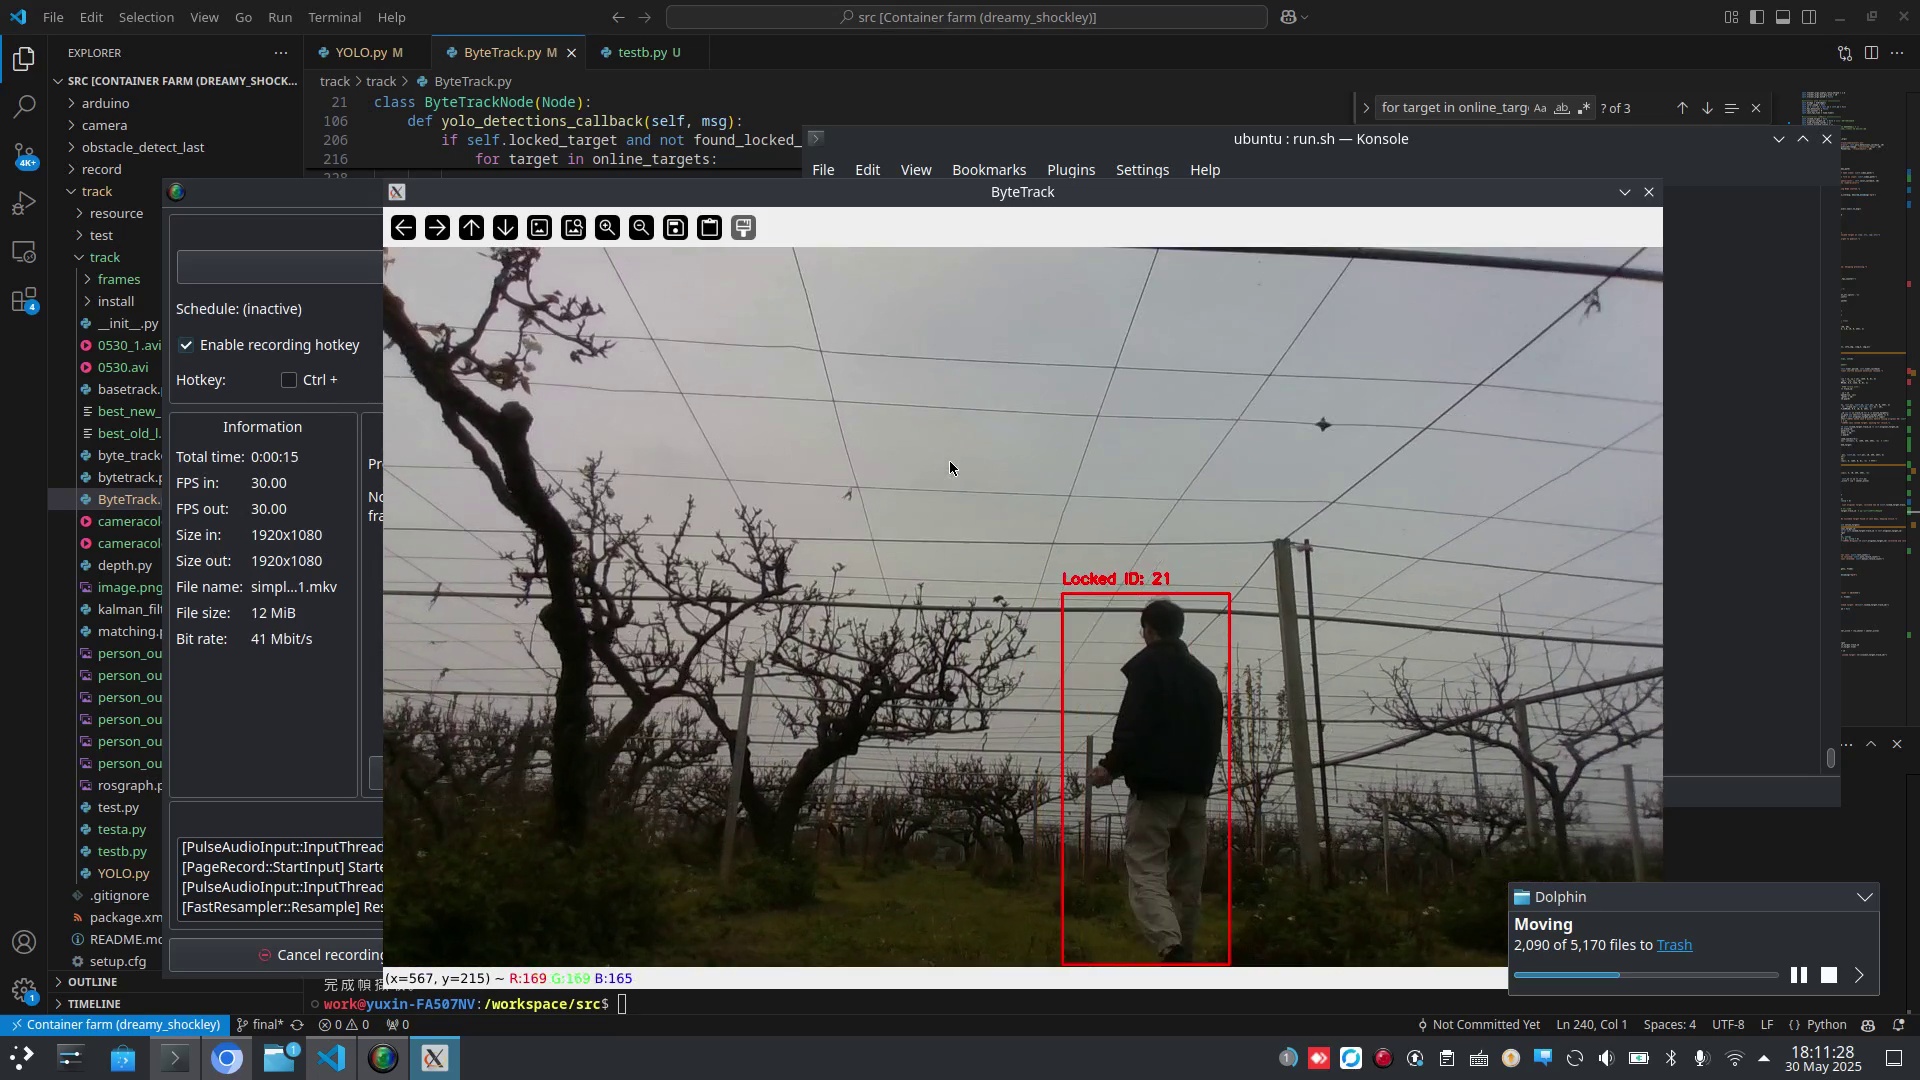 File Edit Selection View Go Run Terminal Help
src [Container farm (dreamy_shockley)]
EXPLORER
SRC [CONTAINER FARM (DREAMY_SHOCK...
arduino
camera
obstacle_detect_last
record
track
resource
test
track
frames
install
__init__.py
0530_1.avi
0530.avi
basetrack.
best_new_
best_old_l.
byte_track
bytetrack.p
ByteTrack.
cameracol
cameracol
depth.py
image.png
kalman_filt
matching.p
person_ou
person_ou
person_ou
person_ou
person_ou
person_ou
rosgraph.p
test.py
testa.py
testb.py
YOLO.py
.gitignore
package.xm
README.md
setup.cfg
OUTLINE
TIMELINE
4K+
4
1
YOLO.py M
ByteTrack.py M
testb.py U
track > track > ByteTrack.py
21 class ByteTrackNode(Node):
106 def yolo_detections_callback(self, msg):
206 if self.locked_target and not found_locked_
216 for target in online_targets:
for target in online_targ
Aa ab
? of 3
ubuntu : run.sh — Konsole
File Edit View Bookmarks Plugins Settings Help
Schedule: (inactive)
Enable recording hotkey
Hotkey: Ctrl +
Information
Total time: 0:00:15
FPS in: 30.00
FPS out: 30.00
Size in: 1920x1080
Size out: 1920x1080
File name: simpl...1.mkv
File size: 12 MiB
Bit rate: 41 Mbit/s
Pr
No
fra
[PulseAudioInput::InputThread
[PageRecord::StartInput] Starte
[PulseAudioInput::InputThread
[FastResampler::Resample] Res
Cancel recording
ByteTrack
Locked ID: 21
(x=567, y=215) ~ R:169 G:169 B:165
work@yuxin-FA507NV:/workspace/src$
Dolphin
Moving
2,090 of 5,170 files to Trash
Container farm (dreamy_shockley)
final*
0 0
0
Not Committed Yet
Ln 240, Col 1
Spaces: 4
UTF-8
LF
Python
1
1
18:11:28
30 May 2025